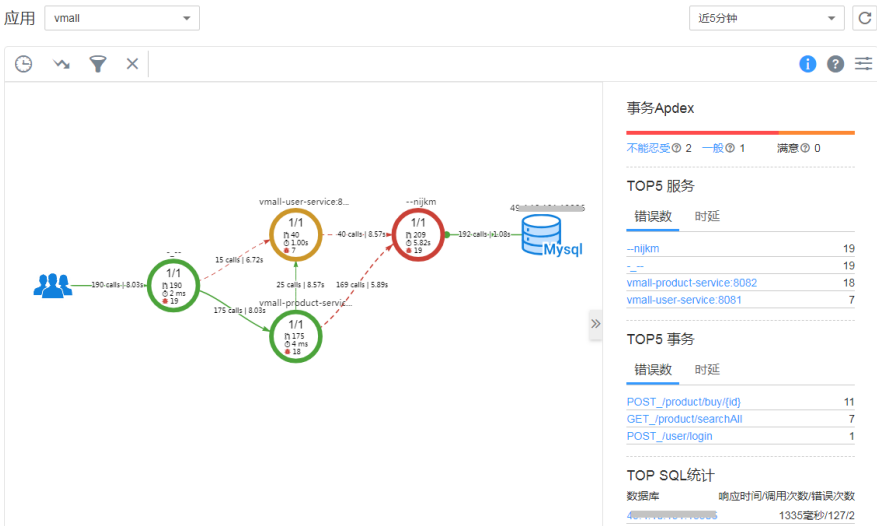 应用 vmall 近5分钟
事务Apdex
不能忍受 2 一般 1 满意 0
TOP5 服务
错误数 时延
--nijkm 19
-_-- 19
vmall-product-service:8082 18
vmall-user-service:8081 7
TOP5 事务
错误数 时延
POST_/product/buy/{id} 11
GET_/product/searchAll 7
POST_/user/login 1
TOP SQL统计
数据库 响应时间/调用次数/错误次数
1335毫秒/127/2
vmall-user-service:8...
1/1
40
1.00s
7
--nijkm
1/1
209
5.82s
19
Mysql
190 calls | 8.03s
1/1
190
2 ms
19
15 calls | 6.72s
40 calls | 8.57s
192 calls | 1.08s
25 calls | 8.57s
169 calls | 5.89s
175 calls | 8.03s
vmall-product-servic...
1/1
175
4 ms
18